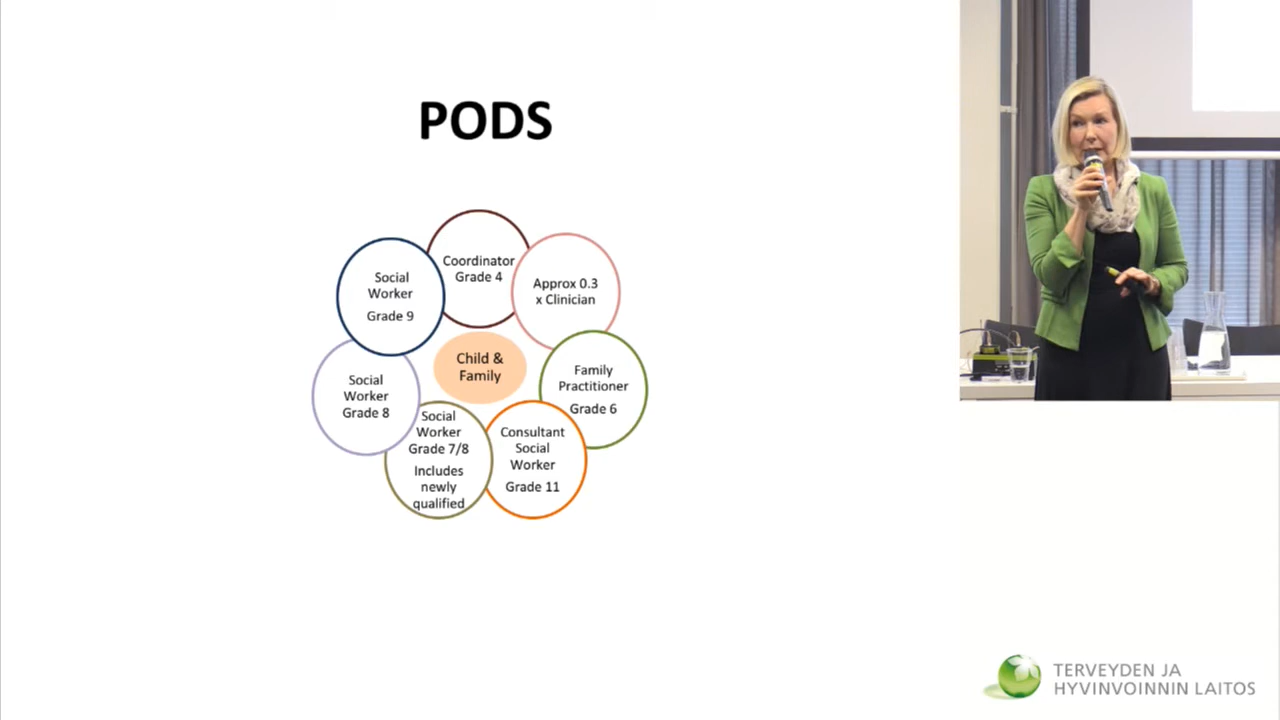 PODS
Coordinator
Grade 4
Approx 0.3
x Clinician
Family
Practitioner
Grade 6
Consultant
Social
Worker
Grade 11
Social
Worker
Grade 7/8
Includes
newly
qualified
Social
Worker
Grade 8
Social
Worker
Grade 9
Child &
Family
TERVEYDEN JA
HYVINVOINNIN LAITOS